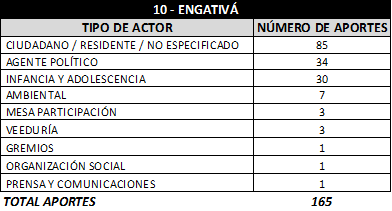 10 - ENGATIVÁ
TIPO DE ACTOR NÚMERO DE APORTES
CIUDADANO / RESIDENTE / NO ESPECIFICADO 85
AGENTE POLÍTICO 34
INFANCIA Y ADOLESCENCIA 30
AMBIENTAL 7
MESA PARTICIPACIÓN 3
VEEDURÍA 3
GREMIOS 1
ORGANIZACIÓN SOCIAL 1
PRENSA Y COMUNICACIONES 1
TOTAL APORTES 165